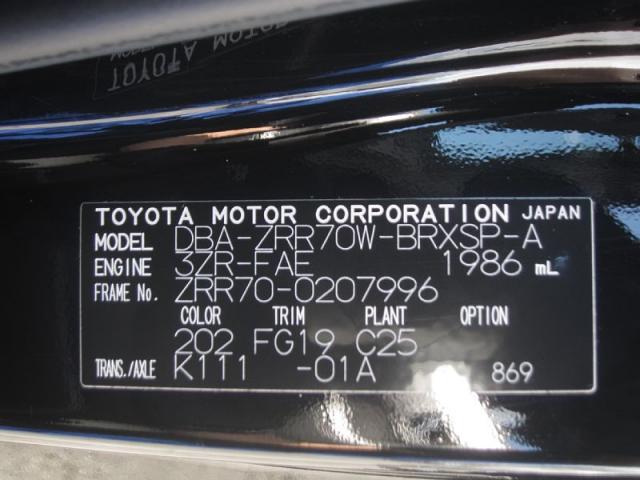 TOYOTA MOTOR CORPORATION JAPAN
MODEL DBA-ZRR70W-BRXSP-A
ENGINE 3ZR-FAE 1986 mL
FRAME No. ZRR70-0207996
COLOR TRIM PLANT OPTION
202 FG19 C25
TRANS./AXLE K111 -01A 869